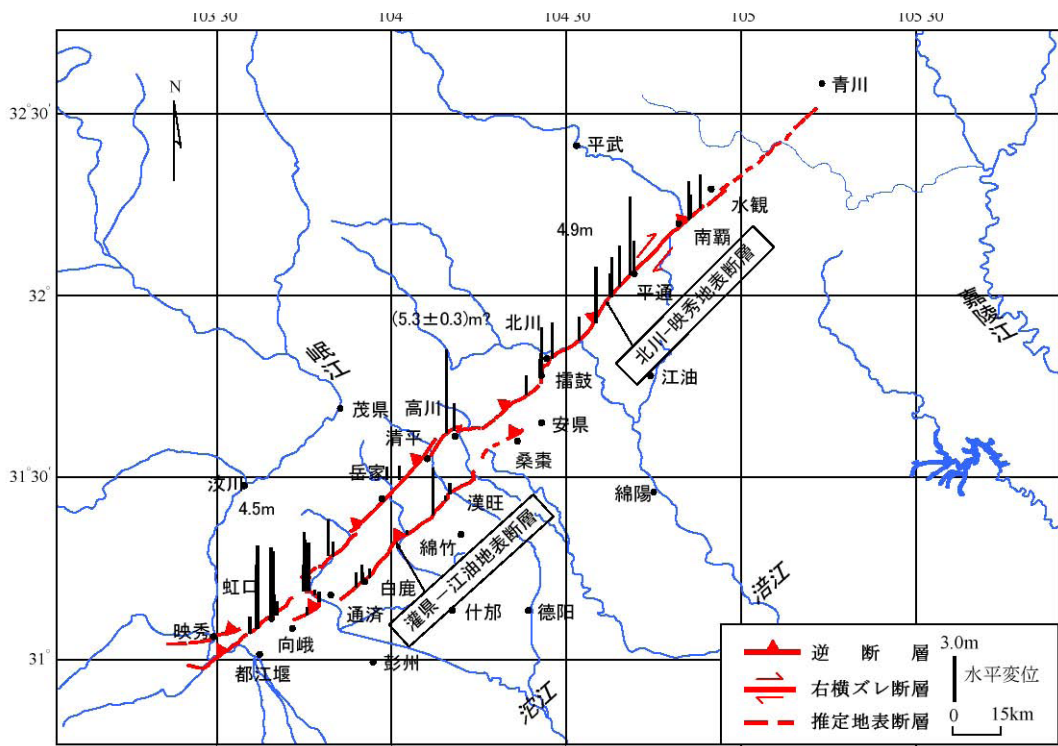 103 30
104
104 30
105
105 30
N
青川
32°30'
平武
水観
4.9m
南覇
32°
平通
北川−映秀地表断層
嘉陵江
(5.3±0.3)m?
北川
岷江
擂鼓
江油
茂県
高川
安県
清平
桑棗
31°30'
岳家
汶川
漢旺
綿陽
4.5m
綿竹
灌県−江油地表断層
虹口
白鹿
通済
什邡
德阳
涪江
映秀
向峨
31°
都江堰
彭州
沱江
逆 断 層
3.0m
右横ズレ断層
水平変位
推定地表断層
0 15km